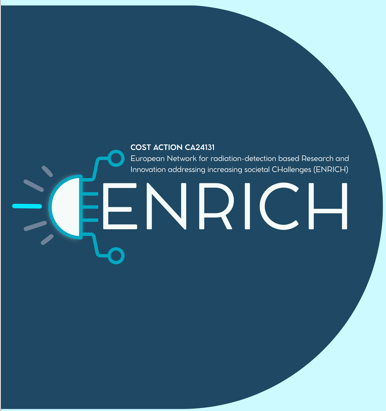 COST ACTION CA24131
European Network for radiation-detection based Research and
Innovation addressing increasing societal CHallenges (ENRICH)
ENRICH